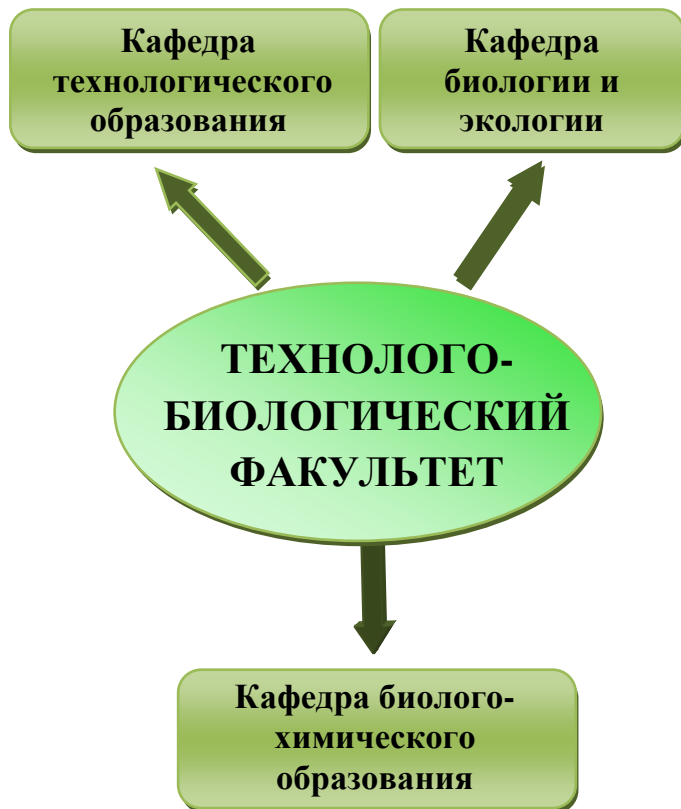 Кафедра
технологического
образования
Кафедра
биологии и
экологии
ТЕХНОЛОГО-
БИОЛОГИЧЕСКИЙ
ФАКУЛЬТЕТ
Кафедра биолого-
химического
образования